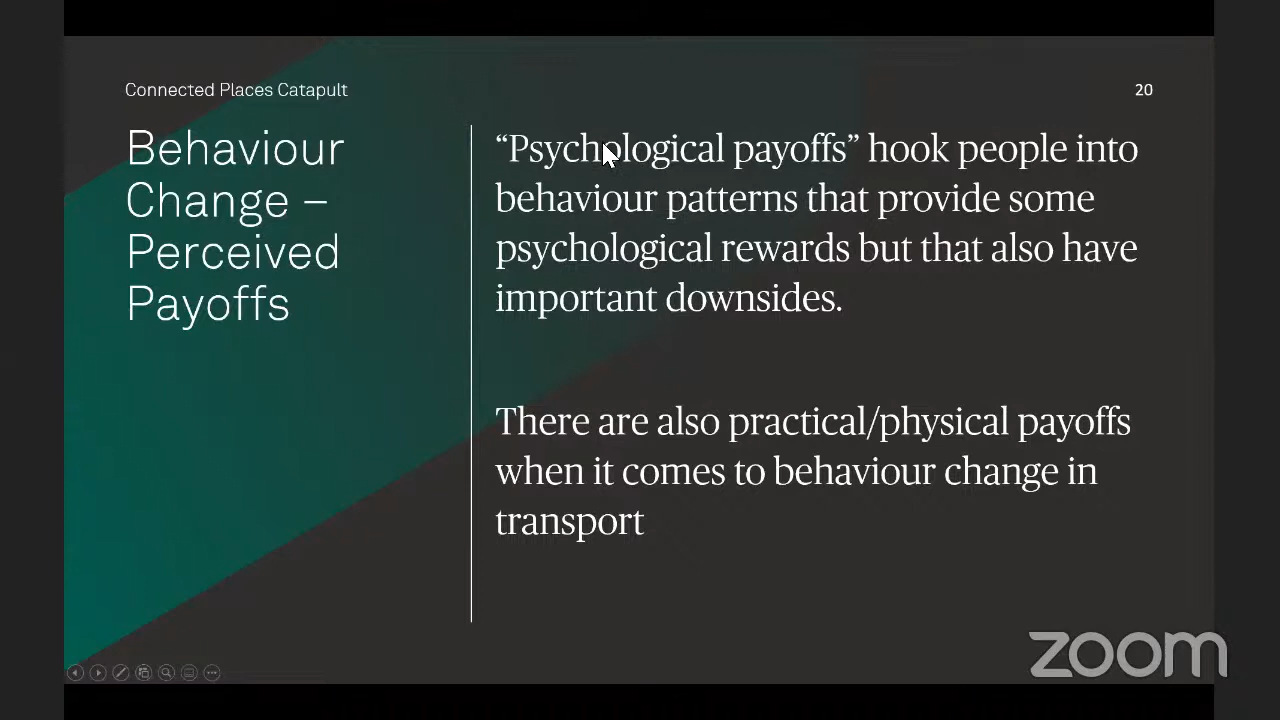 Connected Places Catapult
20
Behaviour
Change –
Perceived
Payoffs
“Psychological payoffs” hook people into
behaviour patterns that provide some
psychological rewards but that also have
important downsides.
There are also practical/physical payoffs
when it comes to behaviour change in
transport
zoom